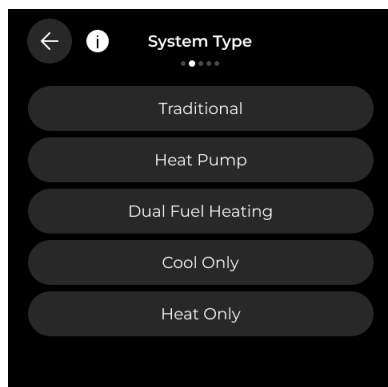 System Type
Traditional
Heat Pump
Dual Fuel Heating
Cool Only
Heat Only